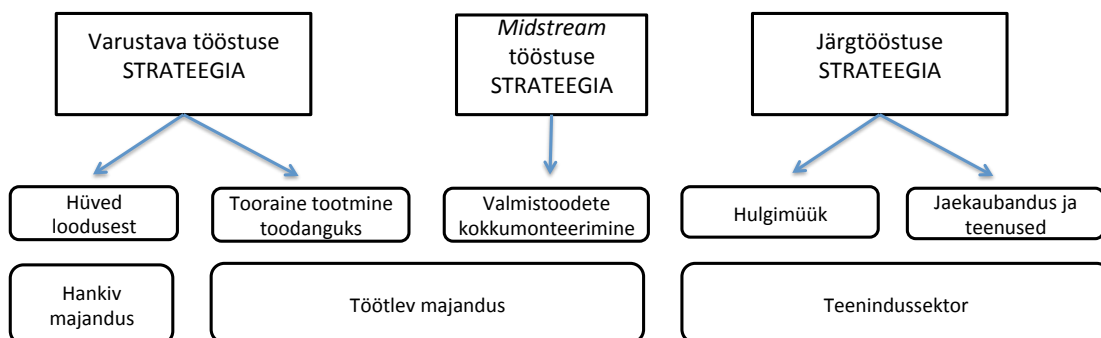 Varustava tööstuse
STRATEEGIA
Midstream
tööstuse
STRATEEGIA
Järgtööstuse
STRATEEGIA
Hüved
loodusest
Tooraine tootmine
toodanguks
Valmistoodete
kokkumonteerimine
Hulgimüük
Jaekaubandus ja
teenused
Hankiv
majandus
Töötlev majandus
Teenindussektor